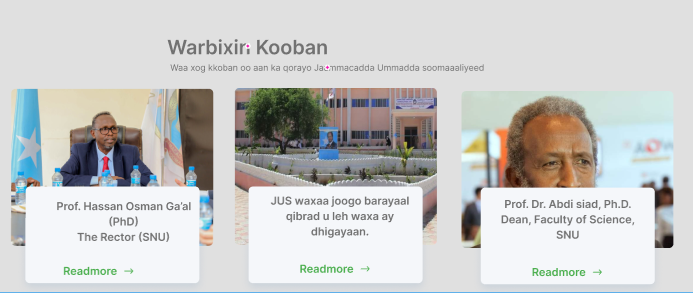 Warbixin Kooban
Waa xog kkoban oo aan ka qorayo Jaammacadda Ummadda soomaaaliyeed
Prof. Hassan Osman Ga'al
(PhD)
The Rector (SNU)
Readmore →
JUS waxaa joogo barayaal
qibrad u leh waxa ay
dhigayaan.
Readmore →
Prof. Dr. Abdi siad, Ph.D.
Dean, Faculty of Science,
SNU
Readmore →